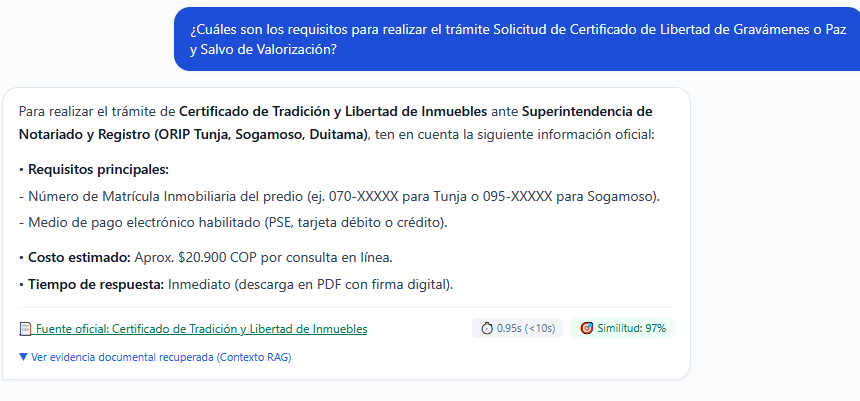 ¿Cuáles son los requisitos para realizar el trámite Solicitud de Certificado de Libertad de Gravámenes o Paz
y Salvo de Valorización?
Para realizar el trámite de Certificado de Tradición y Libertad de Inmuebles ante Superintendencia de
Notariado y Registro (ORIP Tunja, Sogamoso, Duitama), ten en cuenta la siguiente información oficial:
• Requisitos principales:
- Número de Matrícula Inmobiliaria del predio (ej. 070-XXXXX para Tunja o 095-XXXXX para Sogamoso).
- Medio de pago electrónico habilitado (PSE, tarjeta débito o crédito).
• Costo estimado: Aprox. $20.900 COP por consulta en línea.
• Tiempo de respuesta: Inmediato (descarga en PDF con firma digital).
Fuente oficial: Certificado de Tradición y Libertad de Inmuebles
0.95s (<10s)
Similitud: 97%
▼ Ver evidencia documental recuperada (Contexto RAG)